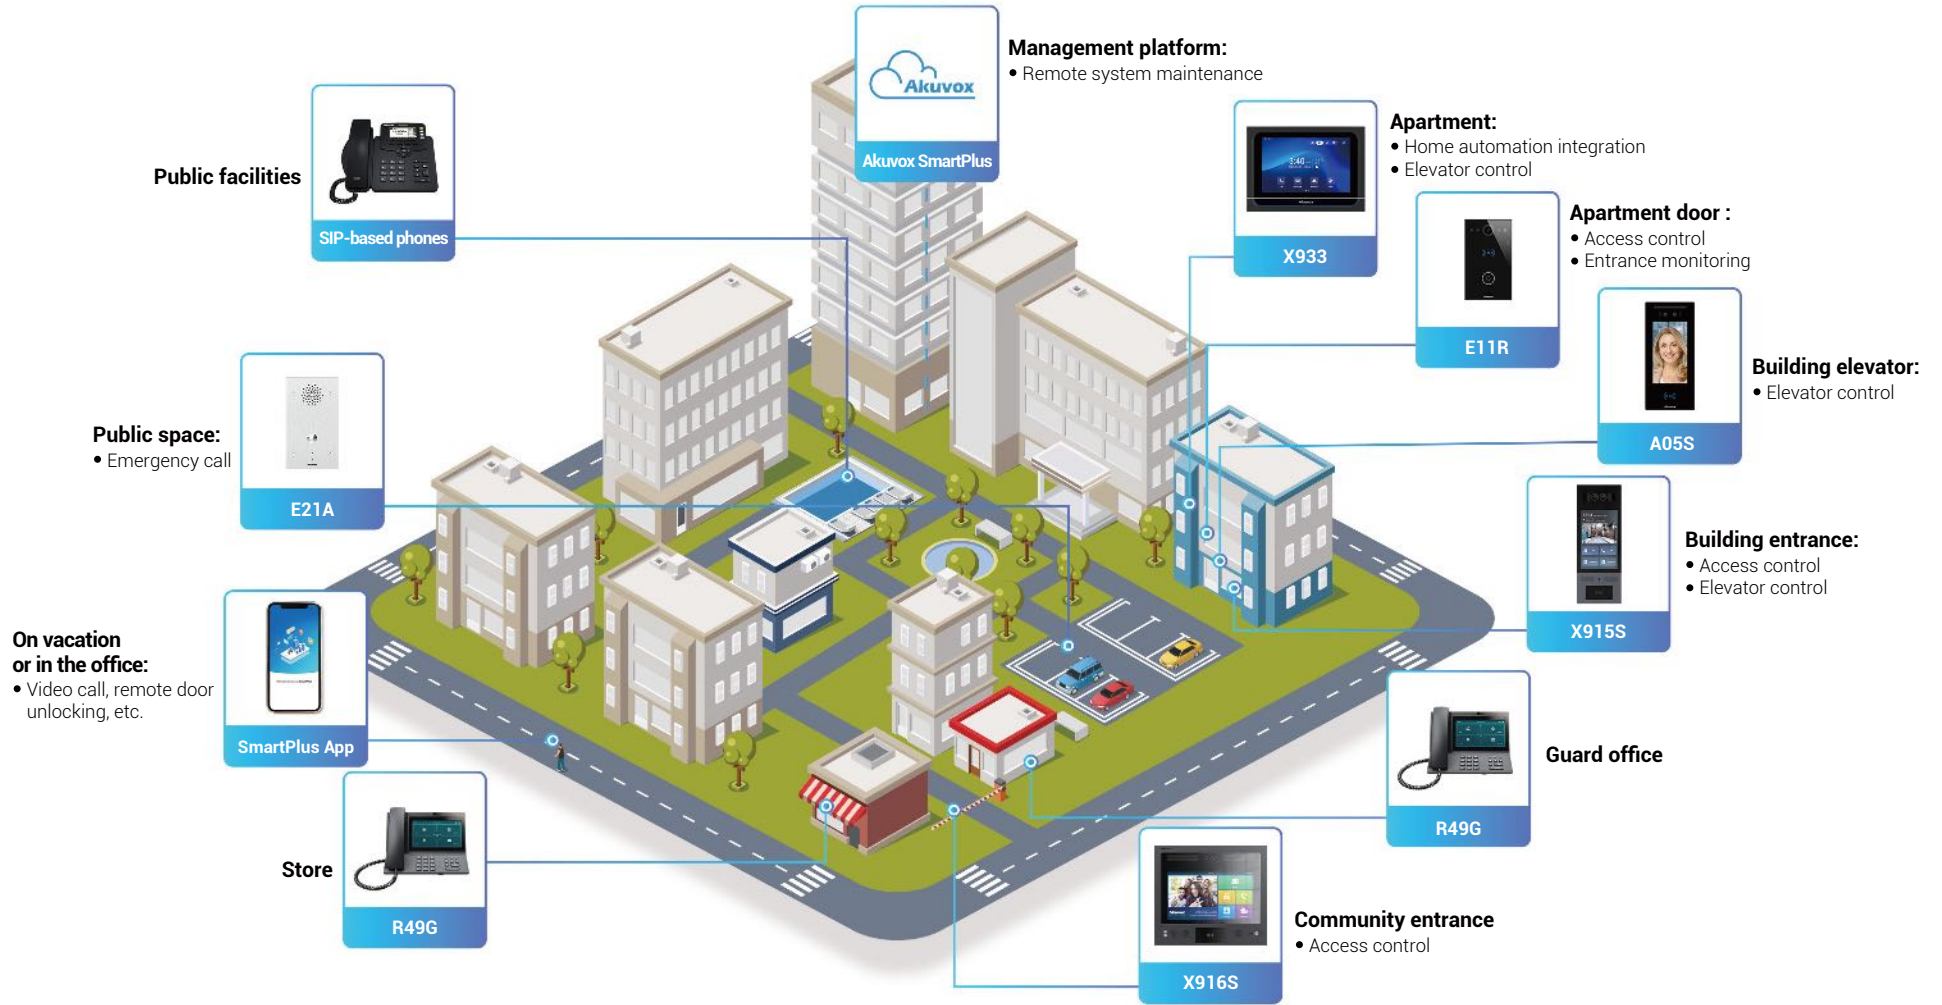 Akuvox
Akuvox SmartPlus
Management platform:
• Remote system maintenance
Public facilities
SIP-based phones
X933
Apartment:
• Home automation integration
• Elevator control
E11R
Apartment door :
• Access control
• Entrance monitoring
A05S
Building elevator:
• Elevator control
Public space:
• Emergency call
E21A
X915S
Building entrance:
• Access control
• Elevator control
On vacation
or in the office:
• Video call, remote door
unlocking, etc.
SmartPlus App
R49G
Guard office
Store
R49G
X916S
Community entrance
• Access control